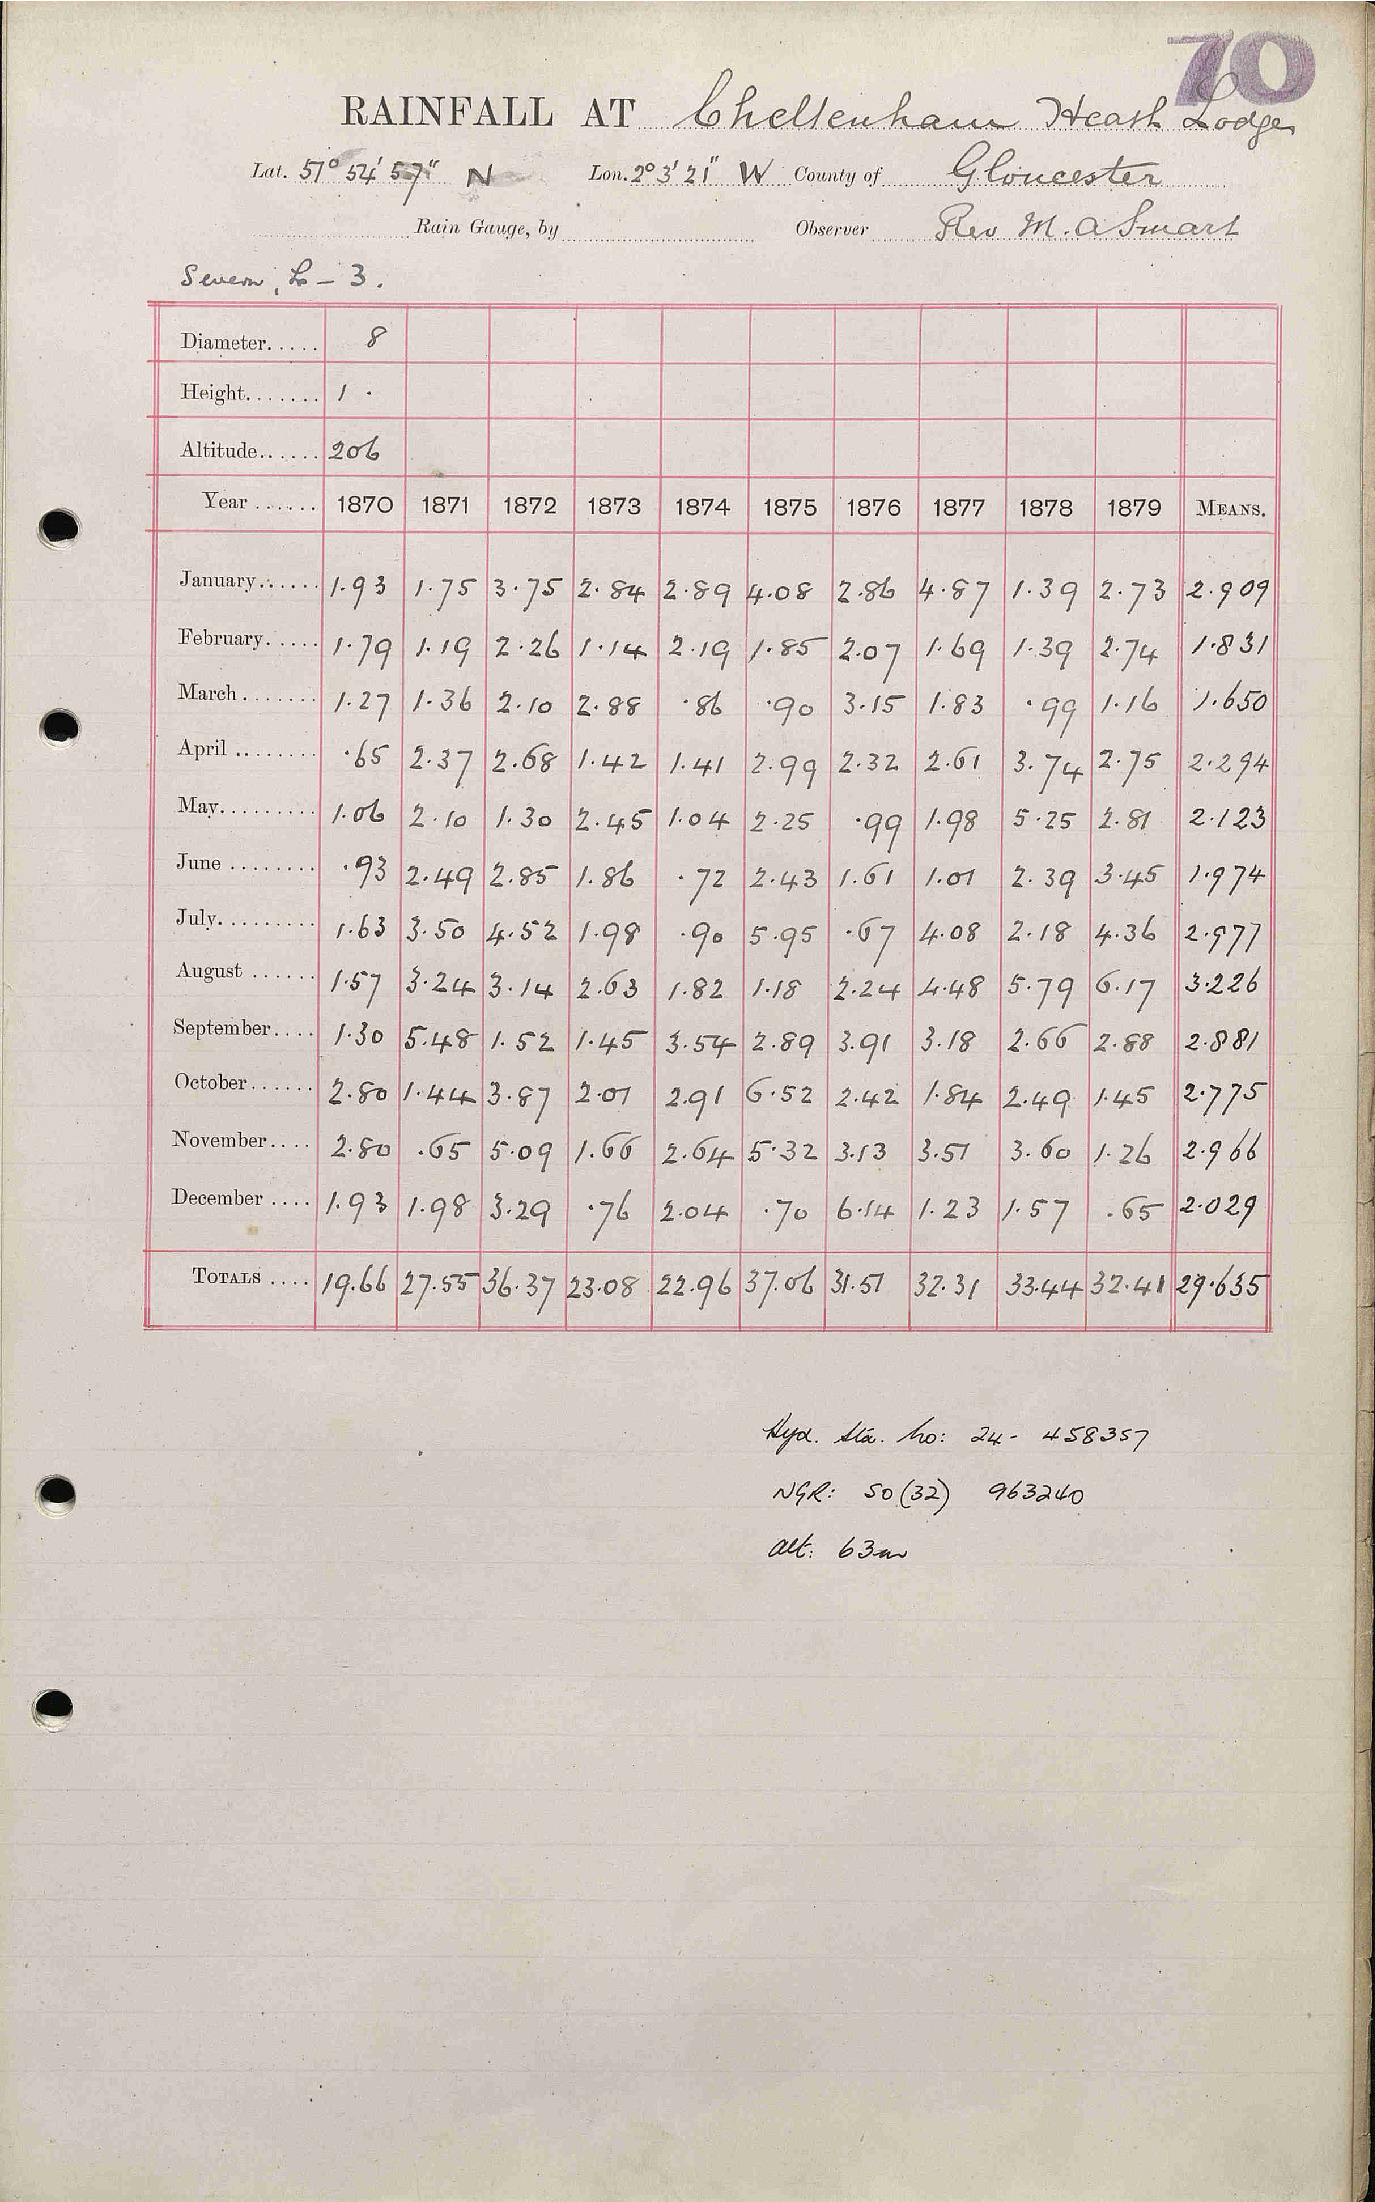 70
RAINFALL AT Cheltenham Heath Lodge
Lat. 51° 54' 57" N Lon. 2° 3' 21" W County of Gloucester
Rain Gauge, by Observer Rev M. A Smart
Severn, L - 3.
Diameter..... 8
Height....... 1 .
Altitude...... 206
Year ...... 1870 1871 1872 1873 1874 1875 1876 1877 1878 1879 MEANS.
January...... 1.93 1.75 3.75 2.84 2.89 4.08 2.86 4.87 1.39 2.73 2.909
February..... 1.79 1.19 2.26 1.14 2.19 1.85 2.07 1.69 1.39 2.74 1.831
March....... 1.27 1.36 2.10 2.88 .86 .90 3.15 1.83 .99 1.16 1.650
April ........ .65 2.37 2.68 1.42 1.41 2.99 2.32 2.61 3.74 2.75 2.294
May......... 1.06 2.10 1.30 2.45 1.04 2.25 .99 1.98 5.25 2.81 2.123
June ........ .93 2.49 2.85 1.86 .72 2.43 1.61 1.01 2.39 3.45 1.974
July......... 1.63 3.50 4.52 1.98 .90 5.95 .67 4.08 2.18 4.36 2.977
August ...... 1.57 3.24 3.14 2.63 1.82 1.18 2.24 4.48 5.79 6.17 3.226
September.... 1.30 5.48 1.52 1.45 3.54 2.89 3.91 3.18 2.66 2.88 2.881
October...... 2.80 1.44 3.87 2.01 2.91 6.52 2.42 1.84 2.49 1.45 2.775
November.... 2.80 .65 5.09 1.66 2.64 5.32 3.13 3.51 3.60 1.26 2.966
December .... 1.93 1.98 3.29 .76 2.04 .70 6.14 1.23 1.57 .65 2.029
TOTALS .... 19.66 27.55 36.37 23.08 22.96 37.06 31.51 32.31 33.44 32.41 29.635
Hyd. Sta. No: 24- 458357
NGR: SO (32) 963240
Alt: 63m